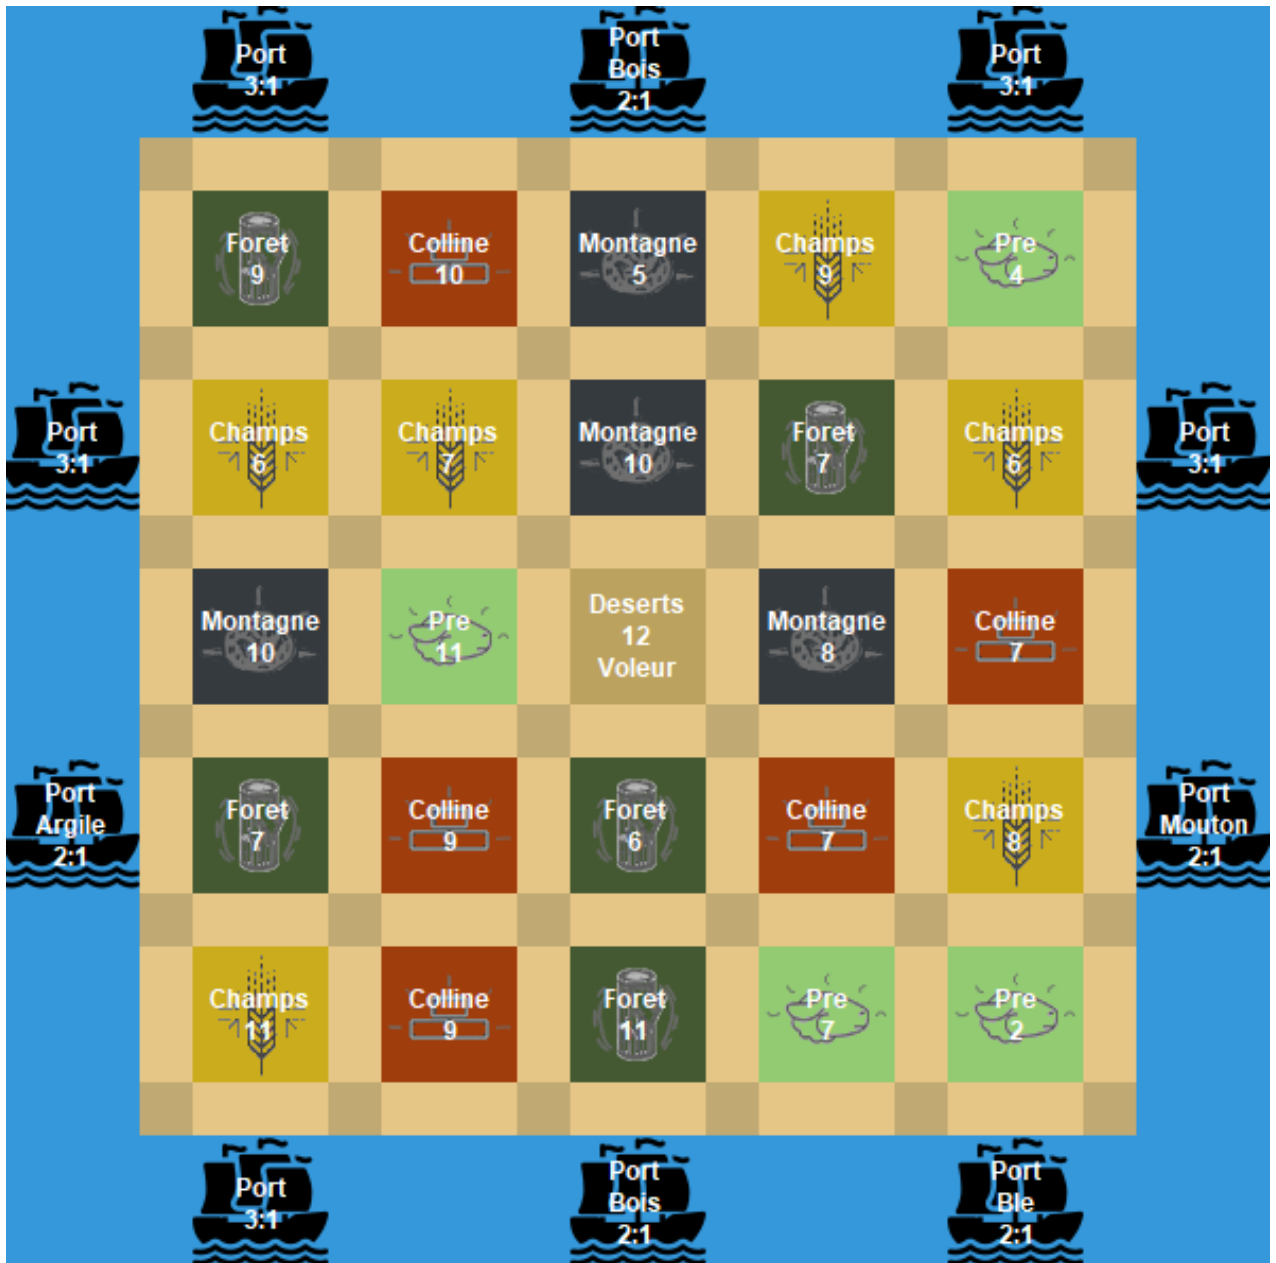 Port
3:1
Port
Bois
2:1
Port
3:1
Foret
9
Colline
10
Montagne
5
Champs
9
Pre
4
Port
3:1
Champs
6
Champs
7
Montagne
10
Foret
7
Champs
6
Port
3:1
Montagne
10
Pre
11
Deserts
12
Voleur
Montagne
8
Colline
7
Port
Argile
2:1
Foret
7
Colline
9
Foret
6
Colline
7
Champs
8
Port
Mouton
2:1
Champs
11
Colline
9
Foret
11
Pre
7
Pre
2
Port
3:1
Port
Bois
2:1
Port
Ble
2:1